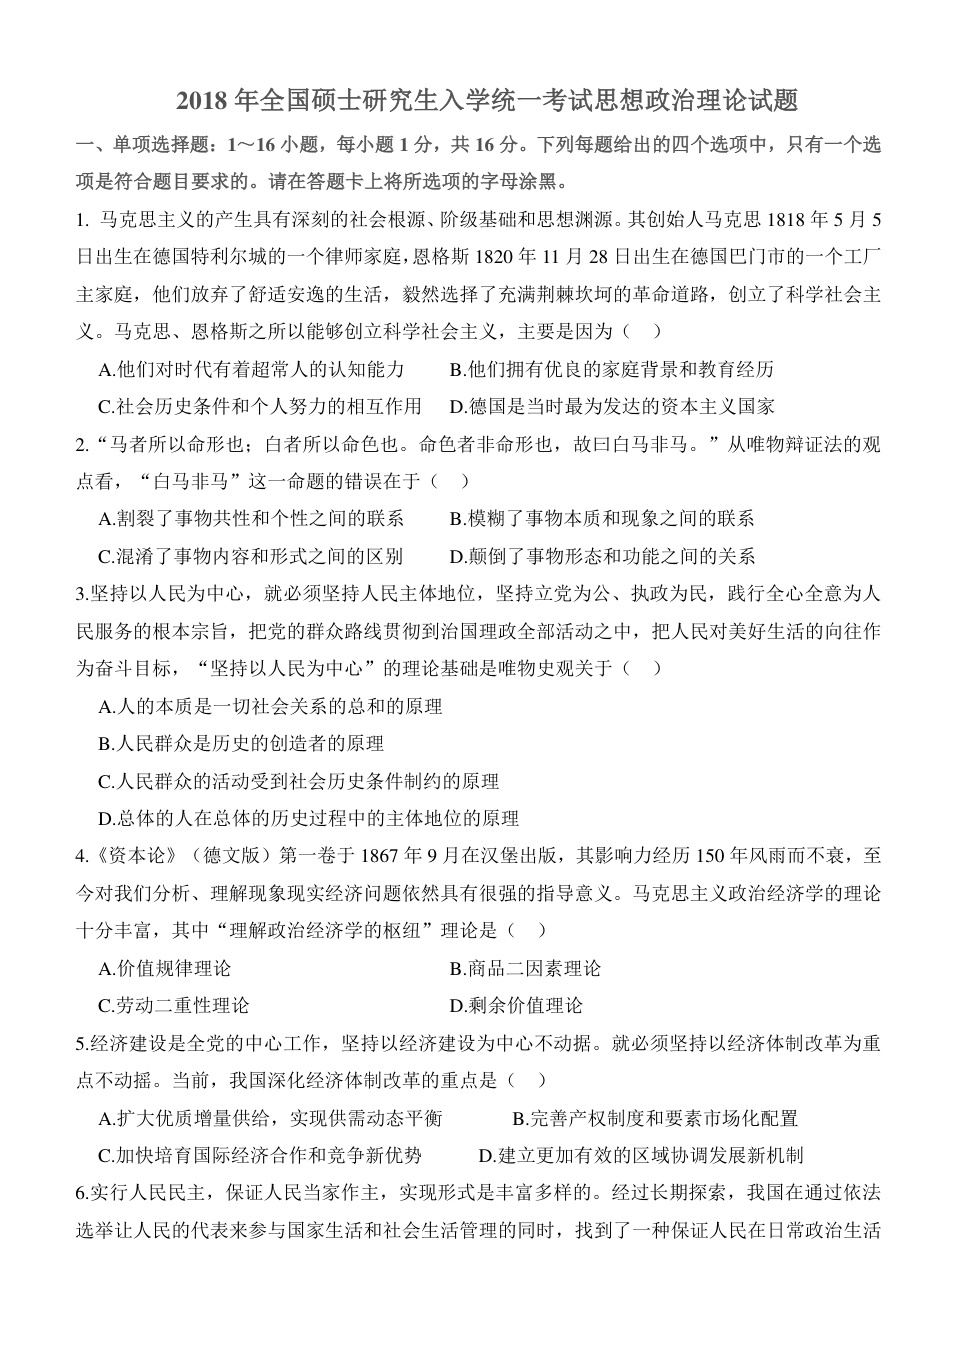 2018 年全国硕士研究生入学统一考试思想政治理论试题
一、单项选择题：1～16 小题，每小题 1 分，共 16 分。下列每题给出的四个选项中，只有一个选
项是符合题目要求的。请在答题卡上将所选项的字母涂黑。
1. 马克思主义的产生具有深刻的社会根源、阶级基础和思想渊源。其创始人马克思 1818 年 5 月 5
日出生在德国特利尔城的一个律师家庭，恩格斯 1820 年 11 月 28 日出生在德国巴门市的一个工厂
主家庭，他们放弃了舒适安逸的生活，毅然选择了充满荆棘坎坷的革命道路，创立了科学社会主
义。马克思、恩格斯之所以能够创立科学社会主义，主要是因为（ ）
A.他们对时代有着超常人的认知能力 B.他们拥有优良的家庭背景和教育经历
C.社会历史条件和个人努力的相互作用 D.德国是当时最为发达的资本主义国家
2.“马者所以命形也；白者所以命色也。命色者非命形也，故曰白马非马。”从唯物辩证法的观
点看，“白马非马”这一命题的错误在于（ ）
A.割裂了事物共性和个性之间的联系 B.模糊了事物本质和现象之间的联系
C.混淆了事物内容和形式之间的区别 D.颠倒了事物形态和功能之间的关系
3.坚持以人民为中心，就必须坚持人民主体地位，坚持立党为公、执政为民，践行全心全意为人
民服务的根本宗旨，把党的群众路线贯彻到治国理政全部活动之中，把人民对美好生活的向往作
为奋斗目标，“坚持以人民为中心”的理论基础是唯物史观关于（ ）
A.人的本质是一切社会关系的总和的原理
B.人民群众是历史的创造者的原理
C.人民群众的活动受到社会历史条件制约的原理
D.总体的人在总体的历史过程中的主体地位的原理
4.《资本论》（德文版）第一卷于 1867 年 9 月在汉堡出版，其影响力经历 150 年风雨而不衰，至
今对我们分析、理解现象现实经济问题依然具有很强的指导意义。马克思主义政治经济学的理论
十分丰富，其中“理解政治经济学的枢纽”理论是（ ）
A.价值规律理论 B.商品二因素理论
C.劳动二重性理论 D.剩余价值理论
5.经济建设是全党的中心工作，坚持以经济建设为中心不动据。就必须坚持以经济体制改革为重
点不动摇。当前，我国深化经济体制改革的重点是（ ）
A.扩大优质增量供给，实现供需动态平衡 B.完善产权制度和要素市场化配置
C.加快培育国际经济合作和竞争新优势 D.建立更加有效的区域协调发展新机制
6.实行人民民主，保证人民当家作主，实现形式是丰富多样的。经过长期探索，我国在通过依法
选举让人民的代表来参与国家生活和社会生活管理的同时，找到了一种保证人民在日常政治生活